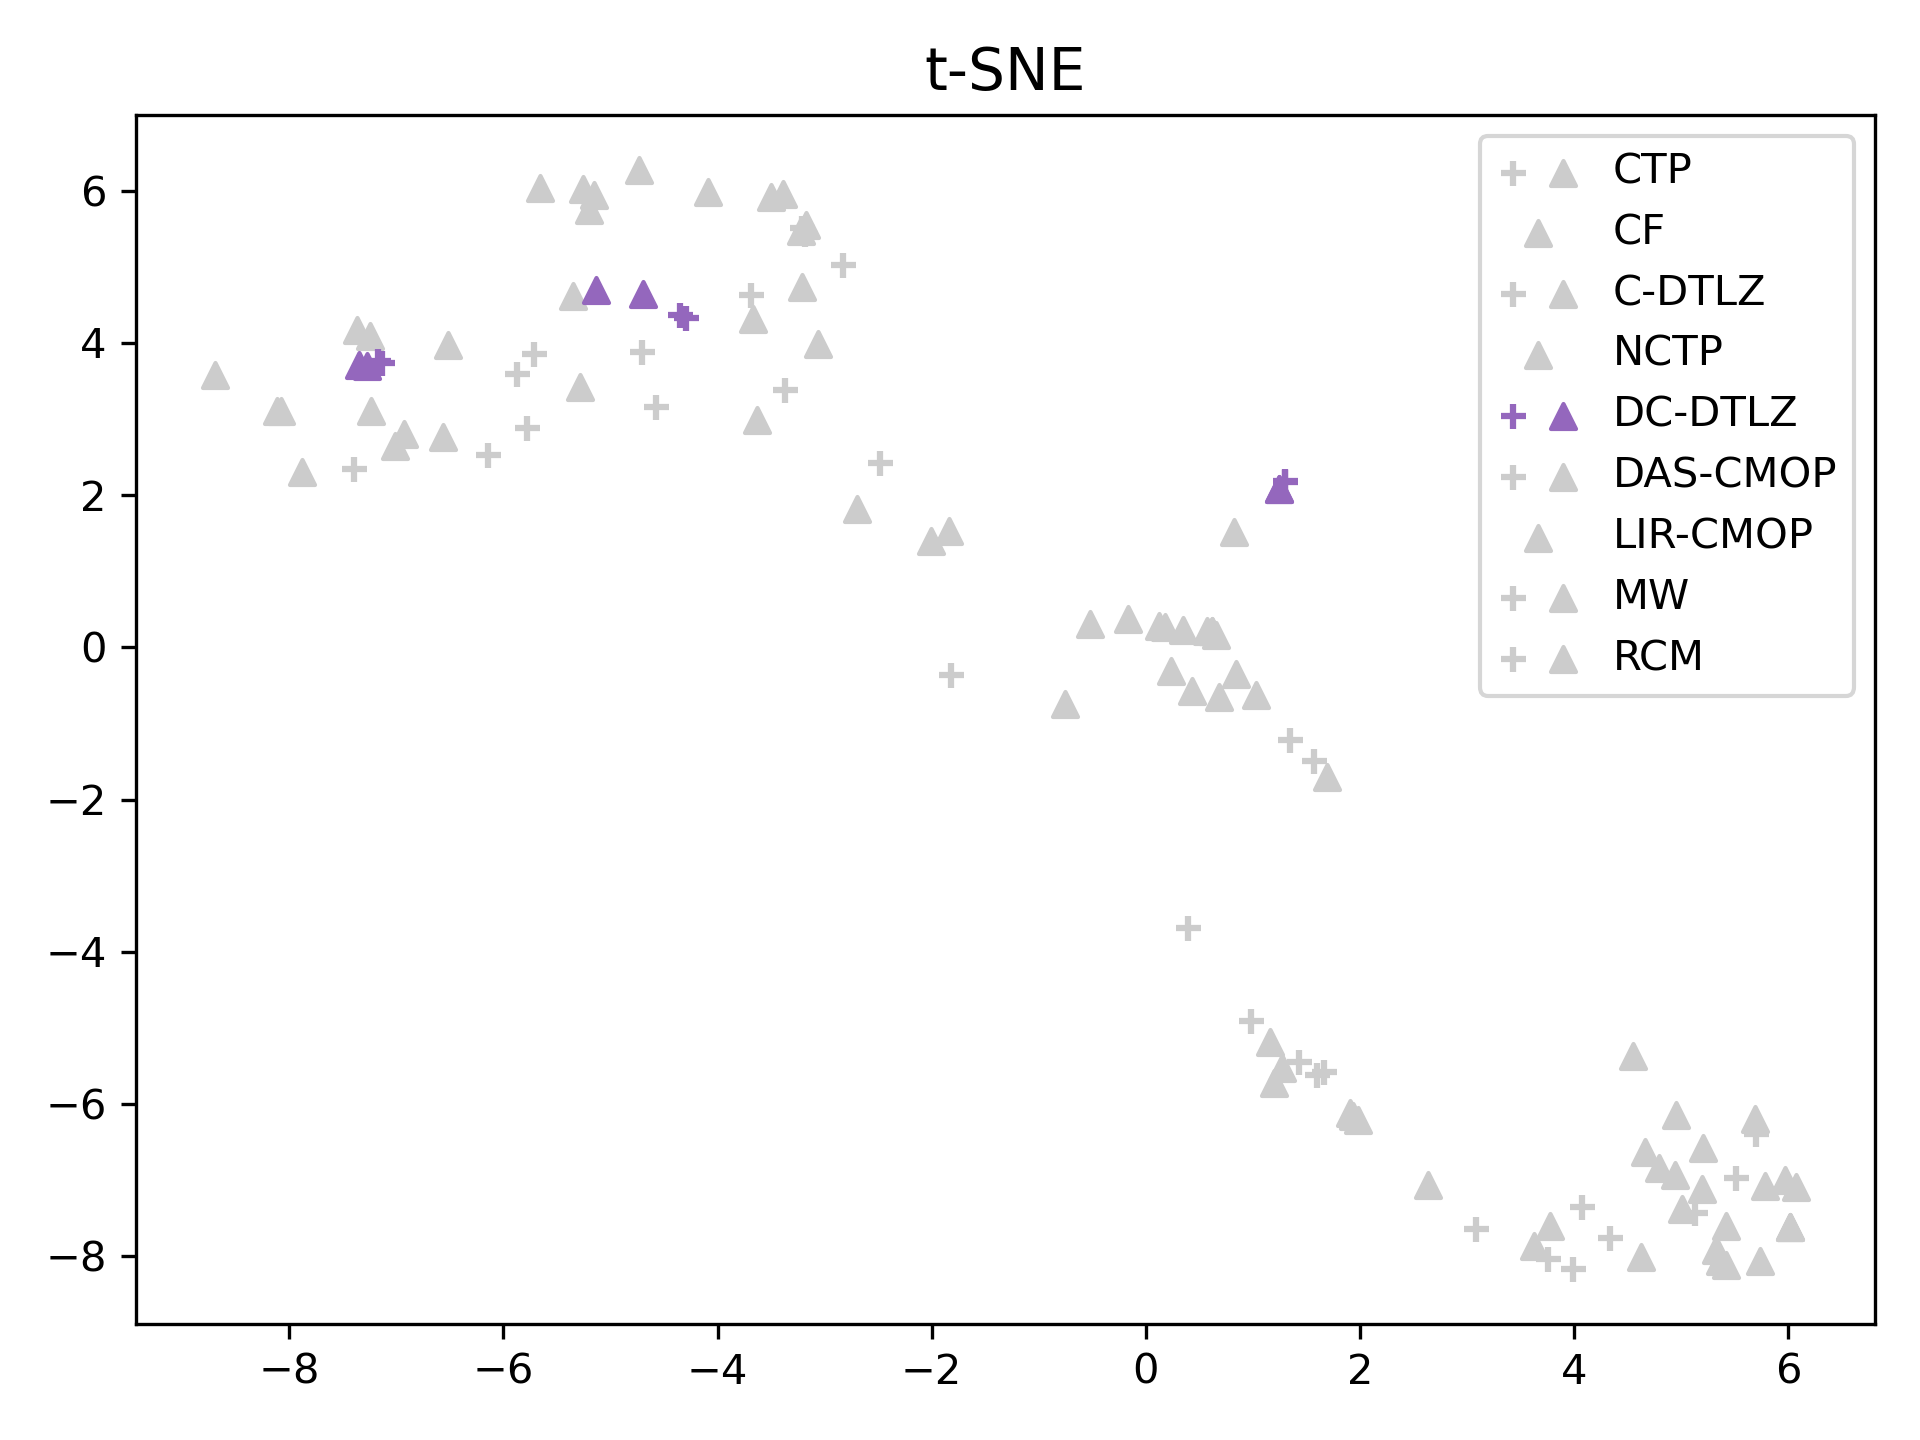 t-SNE
6
4
2
0
−2
−4
−6
−8
−8 −6 −4 −2 0 2 4 6
CTP
CF
C-DTLZ
NCTP
DC-DTLZ
DAS-CMOP
LIR-CMOP
MW
RCM